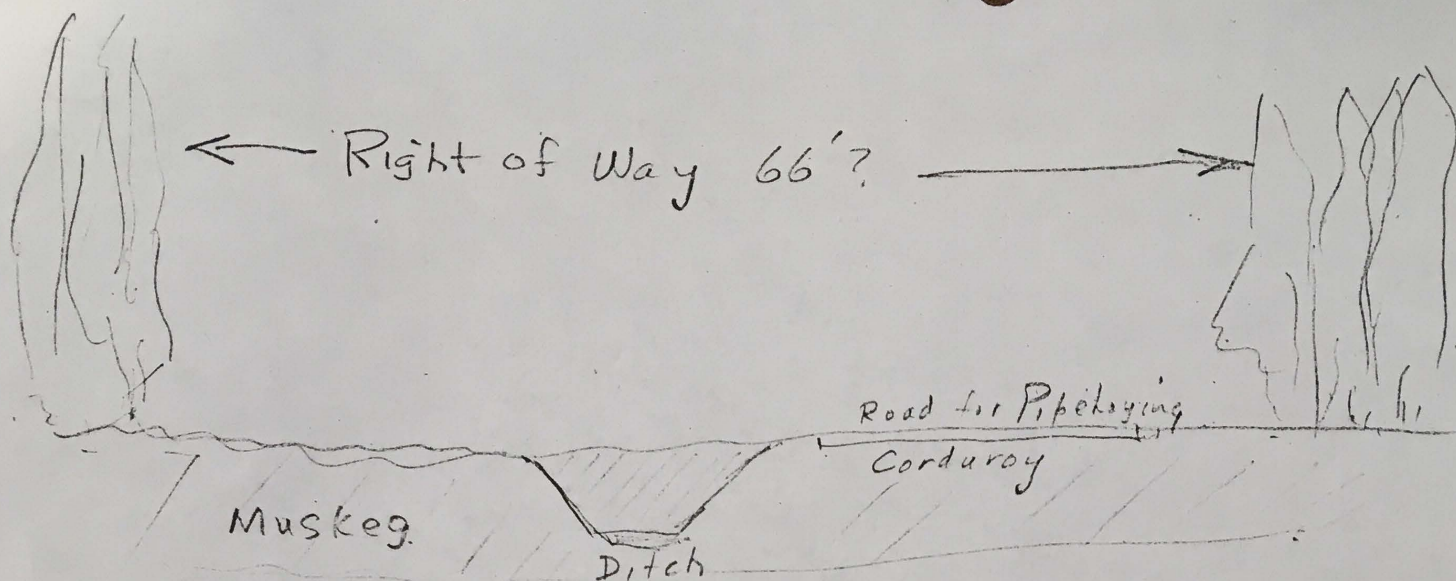 Right of Way 66'?
Road for Pipelaying
Corduroy
Muskeg
Ditch